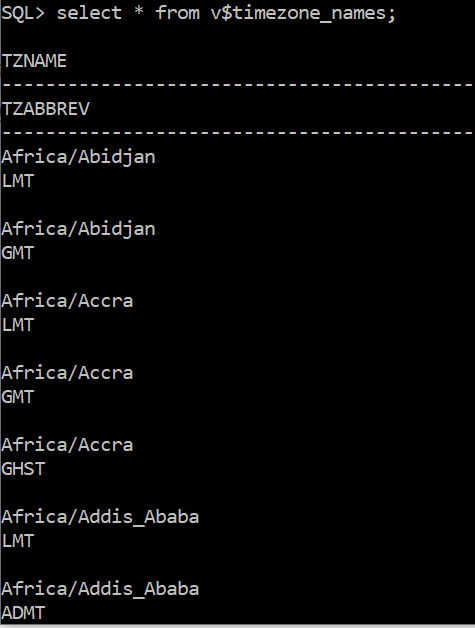 SQL> select * from v$timezone_names;
TZNAME
--------------------------------------------
TZABBREV
--------------------------------------------
Africa/Abidjan
LMT
Africa/Abidjan
GMT
Africa/Accra
LMT
Africa/Accra
GMT
Africa/Accra
GHST
Africa/Addis_Ababa
LMT
Africa/Addis_Ababa
ADMT